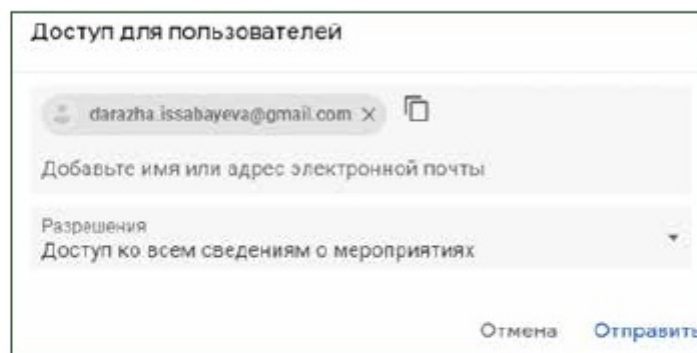 Доступ для пользователей
darazha.issabayeva@gmail.com ×
Добавьте имя или адрес электронной почты
Разрешения
Доступ ко всем сведениям о мероприятиях
Отмена Отправить